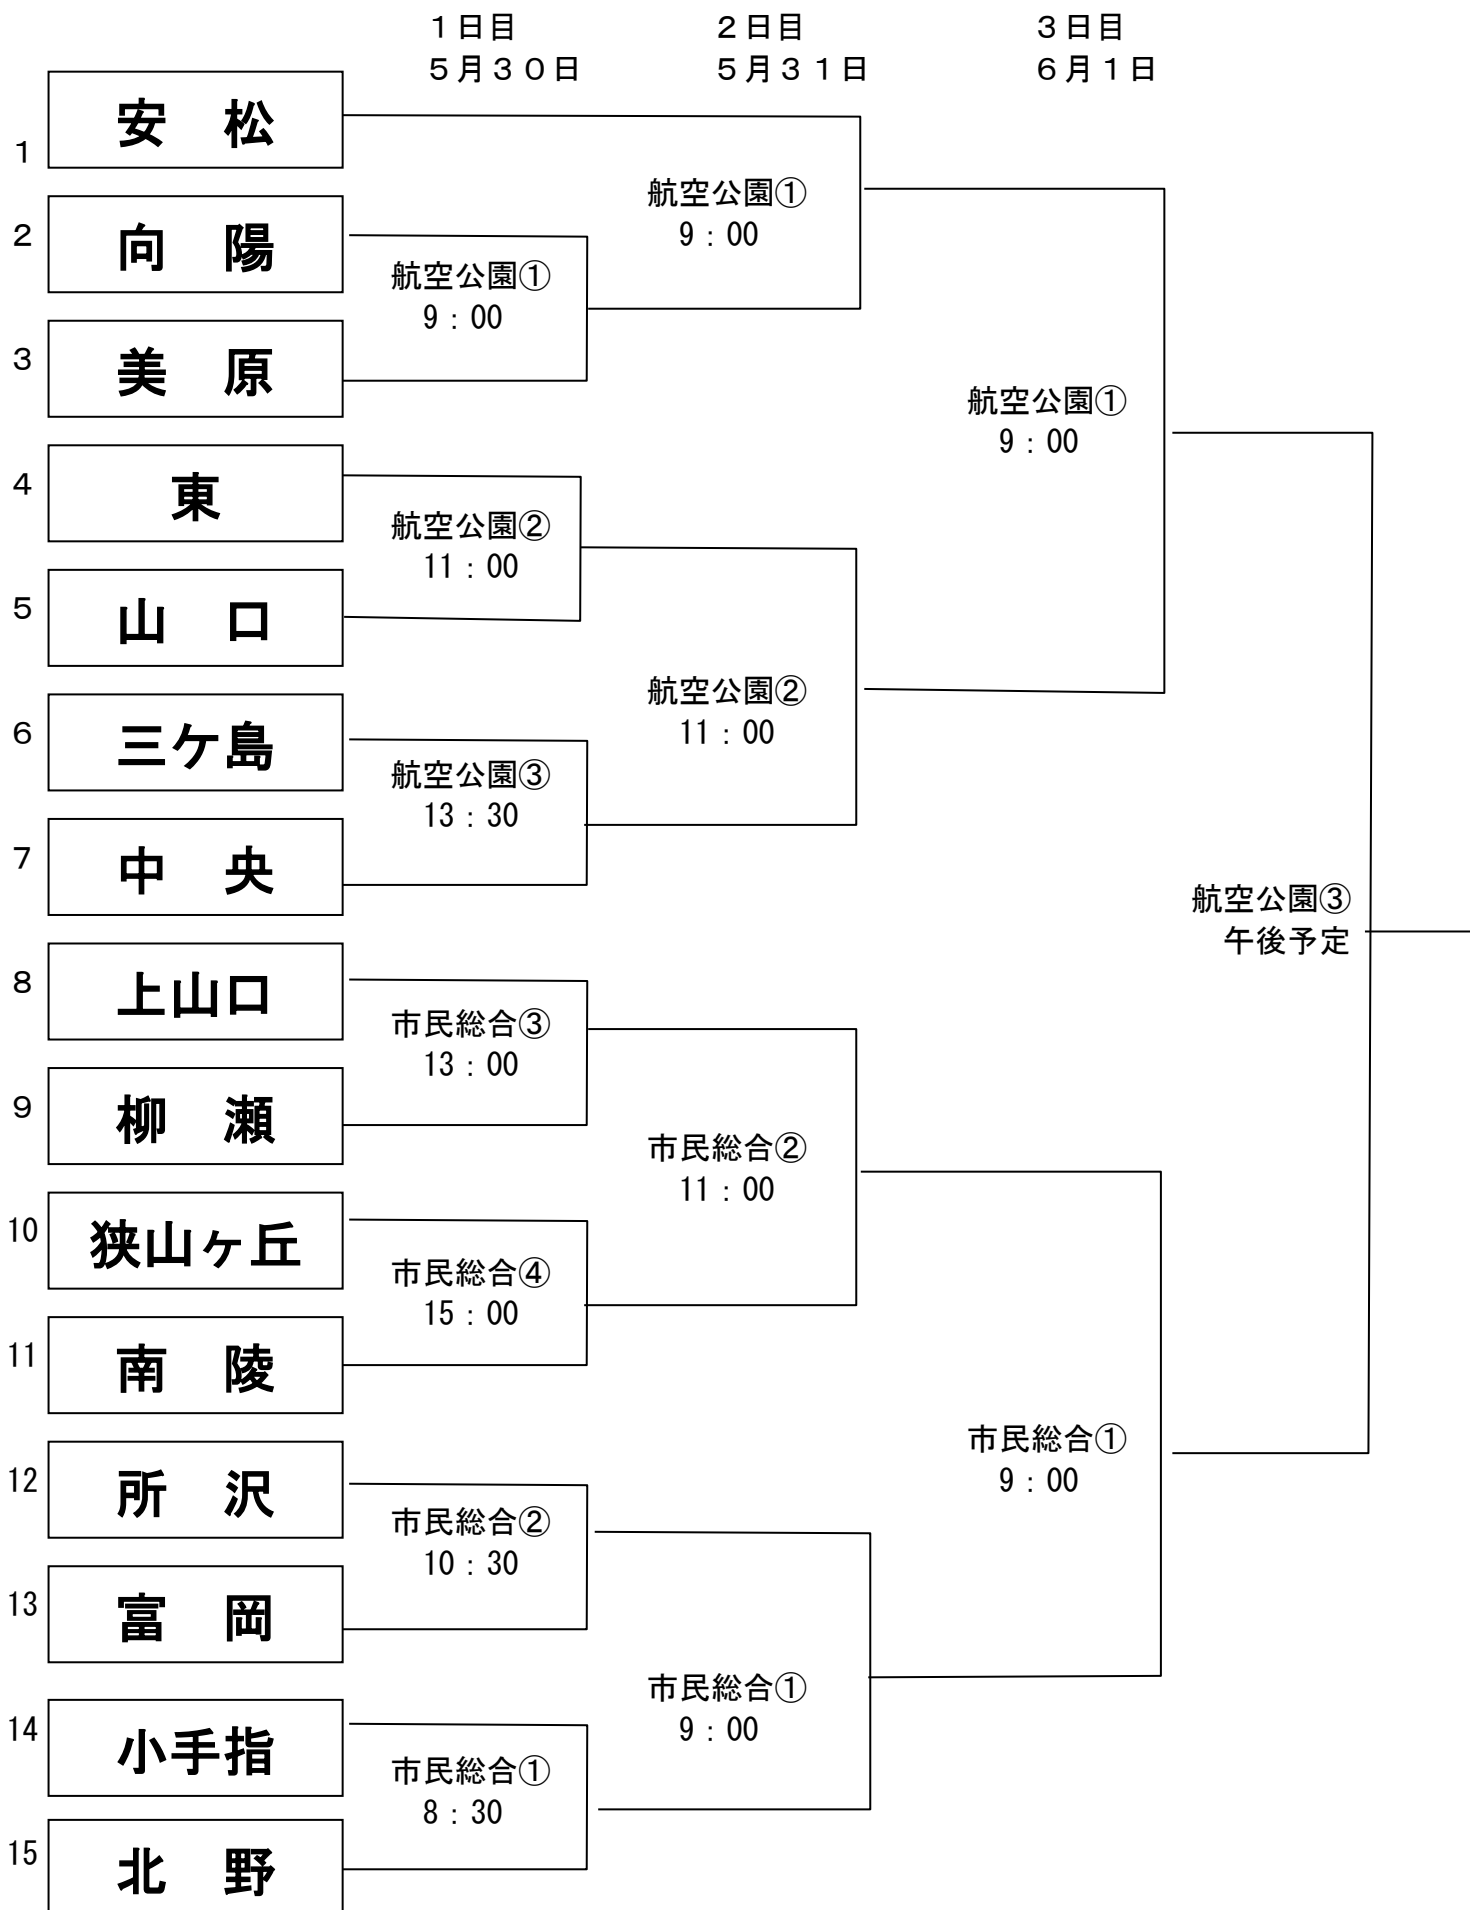 １日目 ２日目 ３日目
５月３０日 ５月３１日 ６月１日
1 安　松
航空公園①
9：00
2 向　陽
航空公園①
9：00
3 美　原
航空公園①
9：00
4 東
航空公園②
11：00
5 山　口
航空公園②
11：00
6 三ケ島
航空公園③
13：30
7 中　央
航空公園③
午後予定
8 上山口
市民総合③
13：00
9 柳　瀬
市民総合②
11：00
10 狭山ヶ丘
市民総合④
15：00
11 南　陵
市民総合①
9：00
12 所　沢
市民総合②
10：30
13 富　岡
市民総合①
9：00
14 小手指
市民総合①
8：30
15 北　野